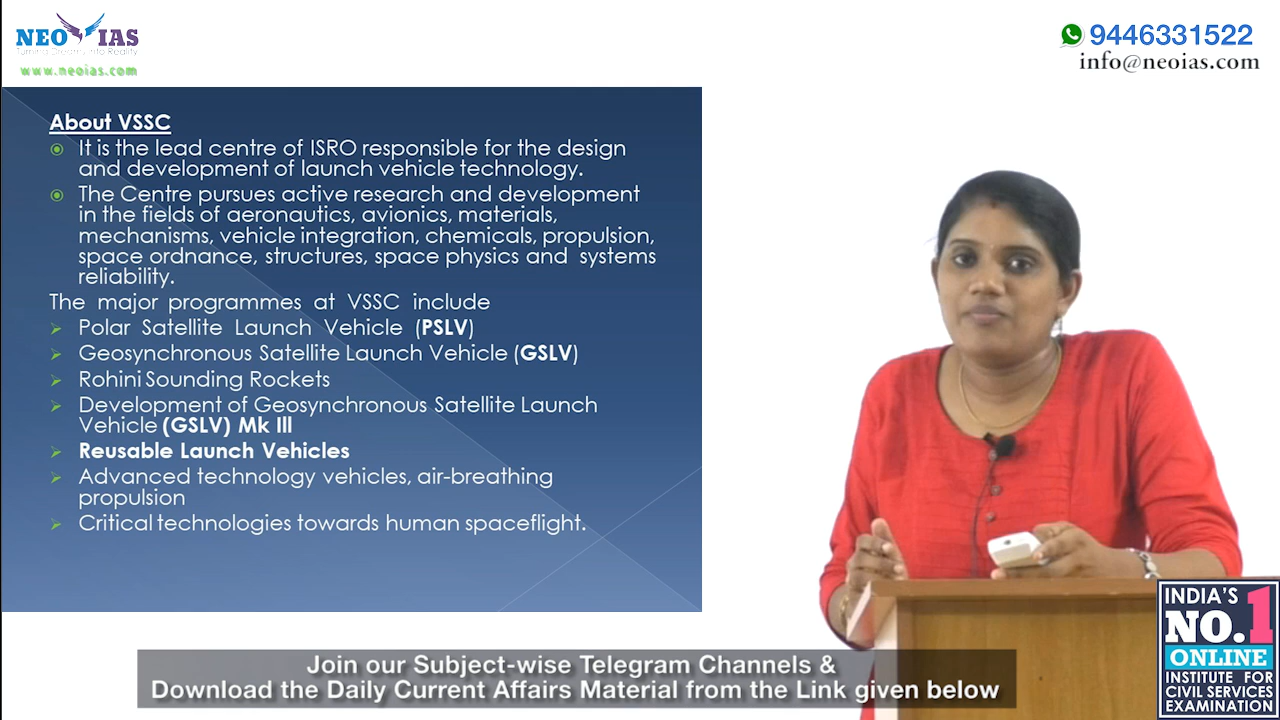 NEO IAS
Turning Dreams Into Reality
www.neoias.com
9446331522
info@neoias.com
About VSSC
It is the lead centre of ISRO responsible for the design
and development of launch vehicle technology.
The Centre pursues active research and development
in the fields of aeronautics, avionics, materials,
mechanisms, vehicle integration, chemicals, propulsion,
space ordnance, structures, space physics and systems
reliability.
The major programmes at VSSC include
Polar Satellite Launch Vehicle (PSLV)
Geosynchronous Satellite Launch Vehicle (GSLV)
Rohini Sounding Rockets
Development of Geosynchronous Satellite Launch
Vehicle (GSLV) Mk III
Reusable Launch Vehicles
Advanced technology vehicles, air-breathing
propulsion
Critical technologies towards human spaceflight.
INDIA'S
NO.1
ONLINE
INSTITUTE FOR
CIVIL SERVICES
EXAMINATION
Join our Subject-wise Telegram Channels &
Download the Daily Current Affairs Material from the Link given below